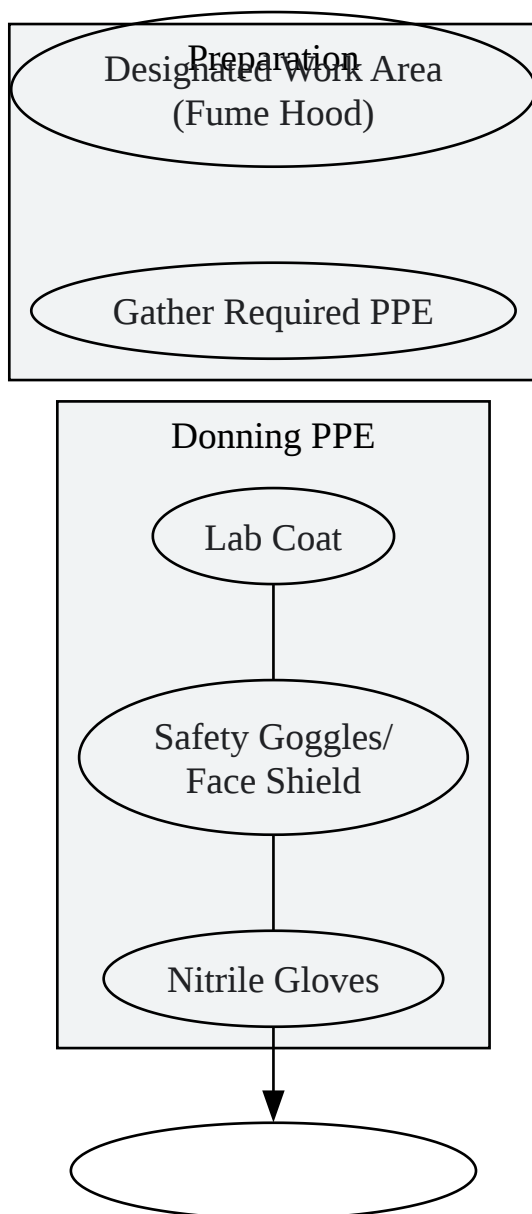 Preparation
Designated Work Area
(Fume Hood)
Gather Required PPE
Donning PPE
Lab Coat
Safety Goggles/
Face Shield
Nitrile Gloves